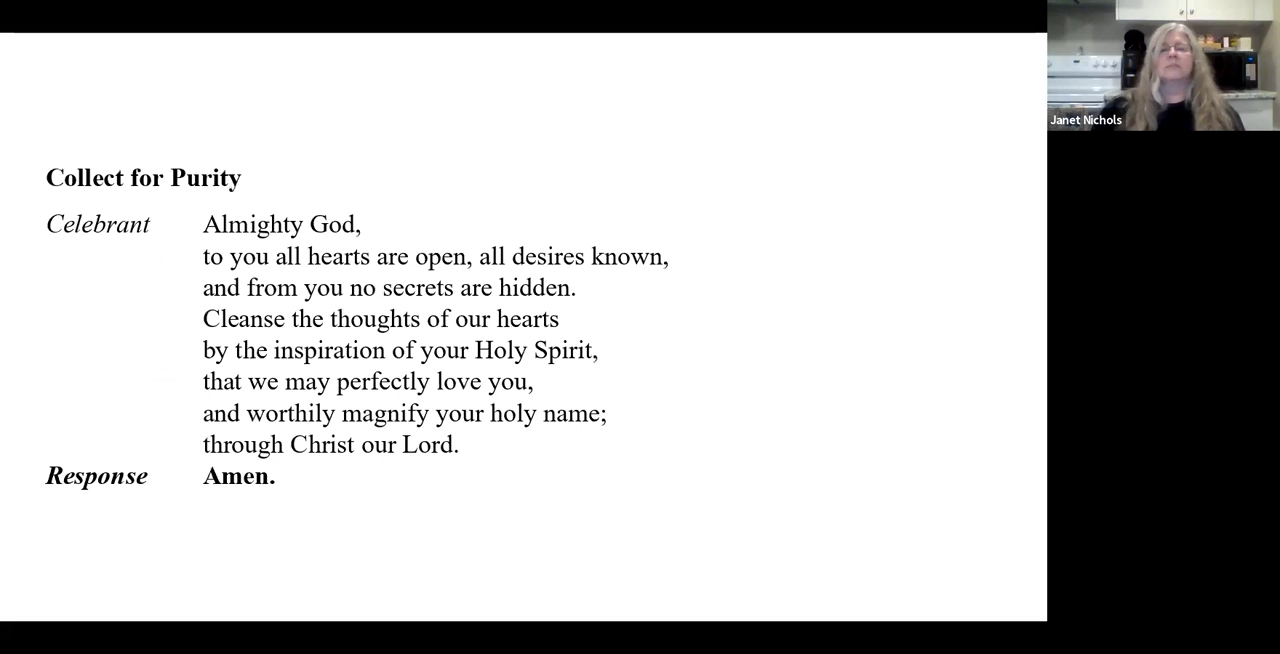 Collect for Purity
Celebrant Almighty God,
to you all hearts are open, all desires known,
and from you no secrets are hidden.
Cleanse the thoughts of our hearts
by the inspiration of your Holy Spirit,
that we may perfectly love you,
and worthily magnify your holy name;
through Christ our Lord.
Response Amen.
Janet Nichols